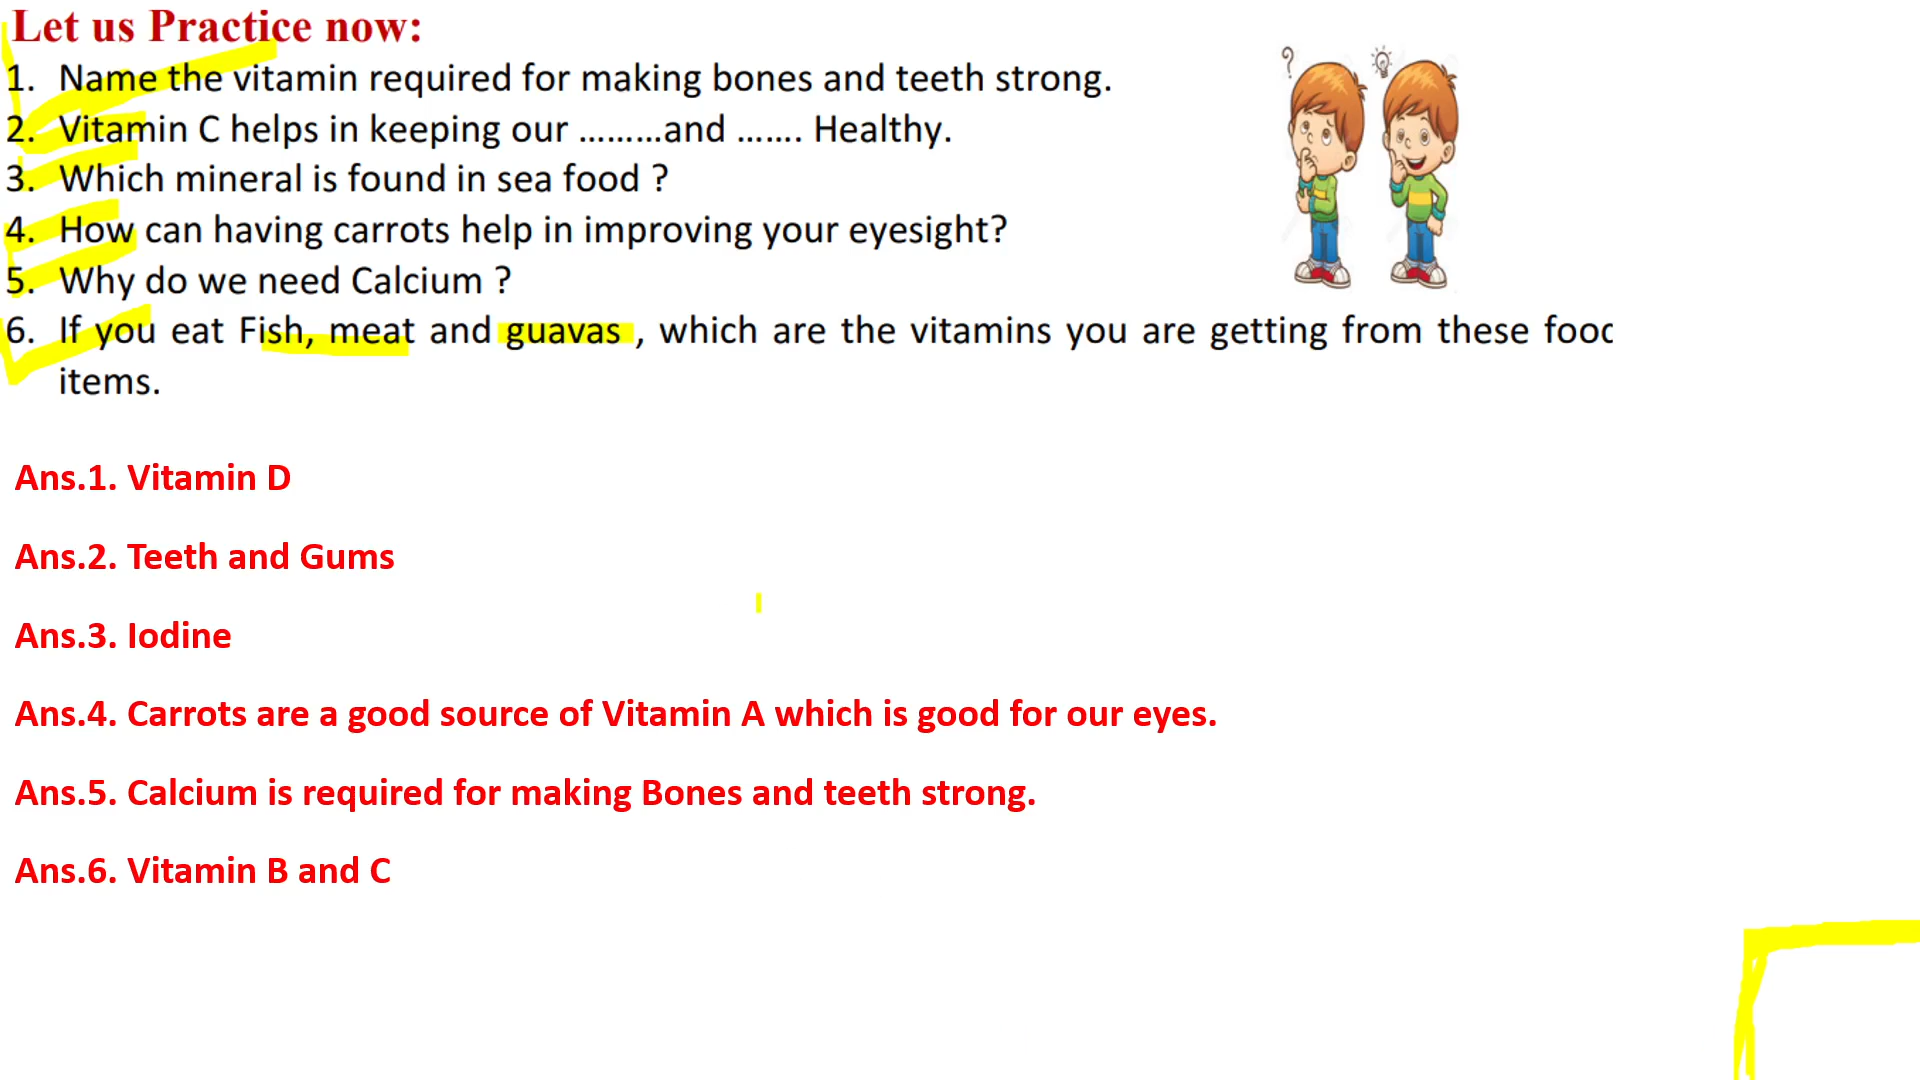 Let us Practice now:
1. Name the vitamin required for making bones and teeth strong.
2. Vitamin C helps in keeping our .........and ....... Healthy.
3. Which mineral is found in sea food ?
4. How can having carrots help in improving your eyesight?
5. Why do we need Calcium ?
6. If you eat Fish, meat and guavas , which are the vitamins you are getting from these food
items.
Ans.1. Vitamin D
Ans.2. Teeth and Gums
Ans.3. Iodine
Ans.4. Carrots are a good source of Vitamin A which is good for our eyes.
Ans.5. Calcium is required for making Bones and teeth strong.
Ans.6. Vitamin B and C